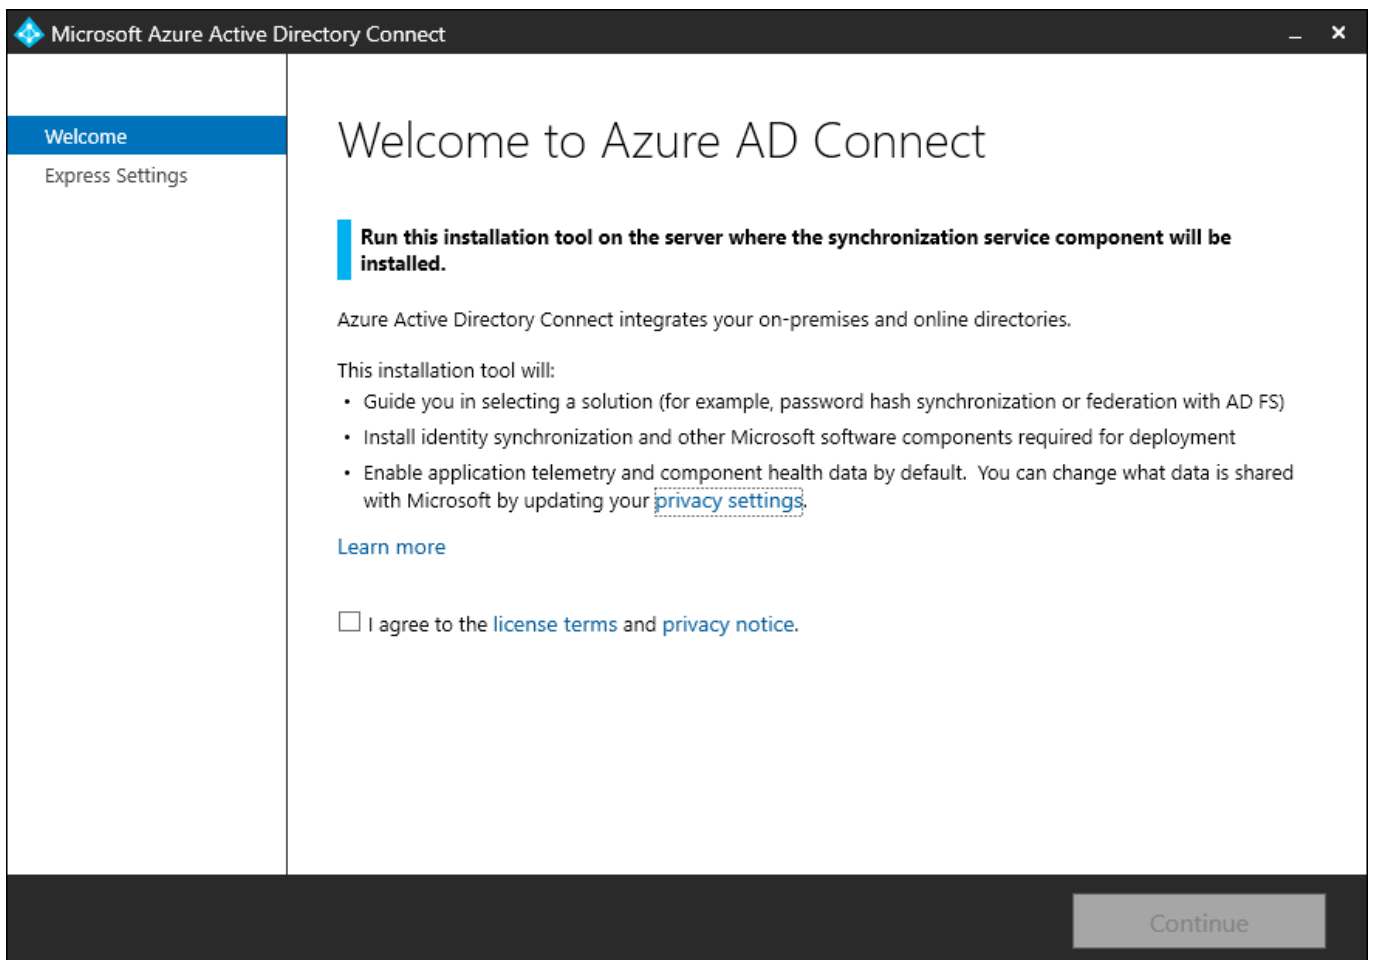 Microsoft Azure Active Directory Connect
Welcome
Express Settings
Welcome to Azure AD Connect
Run this installation tool on the server where the synchronization service component will be
installed.
Azure Active Directory Connect integrates your on-premises and online directories.
This installation tool will:
• Guide you in selecting a solution (for example, password hash synchronization or federation with AD FS)
• Install identity synchronization and other Microsoft software components required for deployment
• Enable application telemetry and component health data by default.  You can change what data is shared
with Microsoft by updating your privacy settings.
Learn more
I agree to the license terms and privacy notice.
Continue